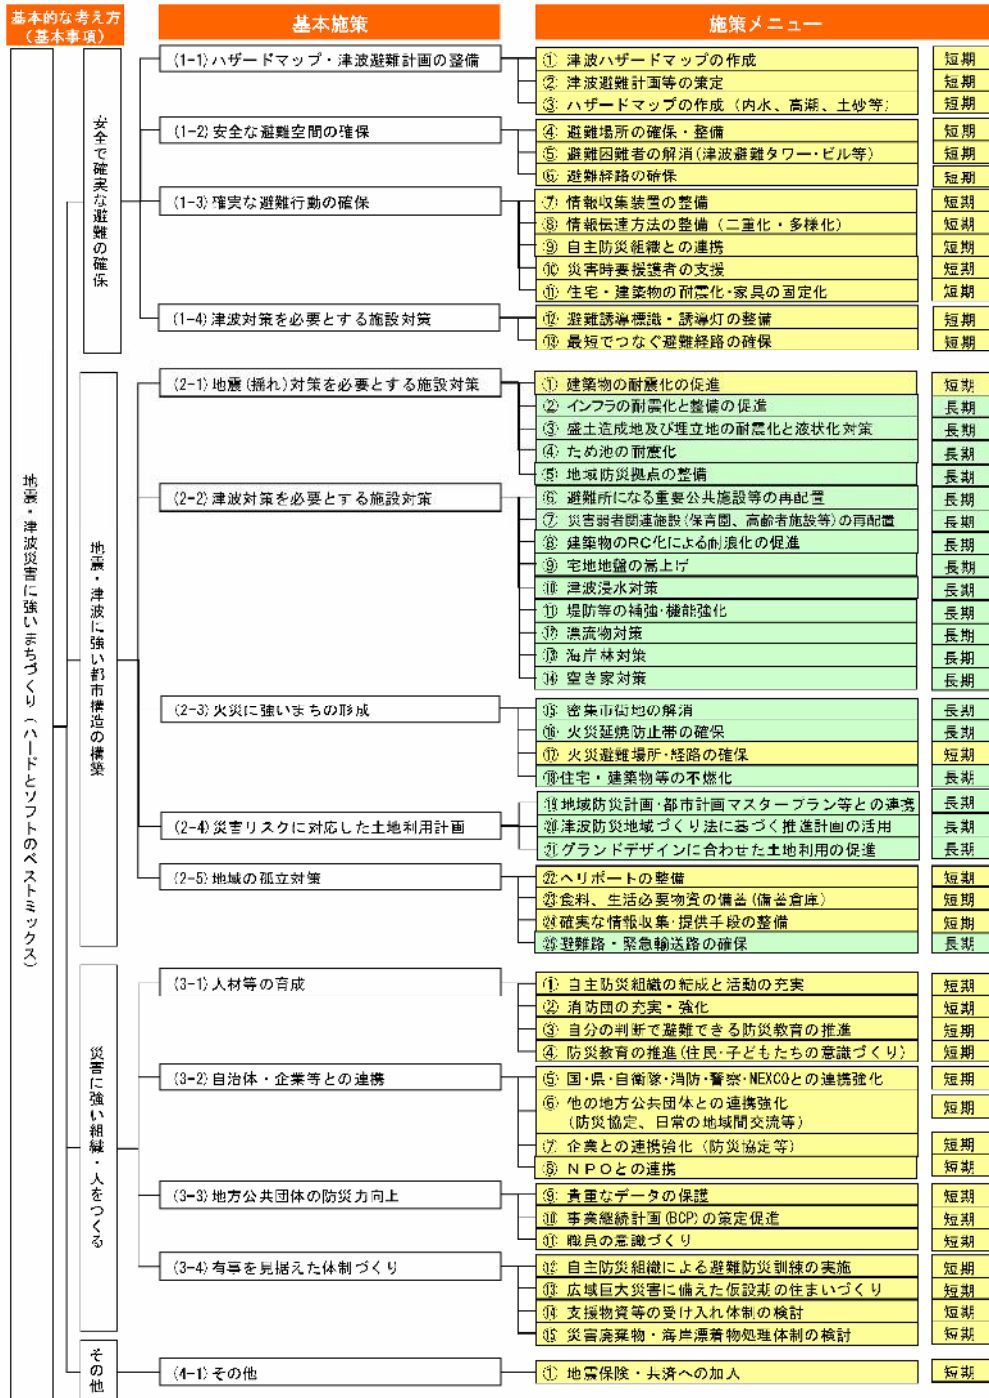 基本的な考え方
（基本事項）
基本施策
施策メニュー
地震・津波災害に強いまちづくり（ハードとソフトのベストミックス）
安全で確実な避難の確保
(1-1)ハザードマップ・津波避難計画の整備
① 津波ハザードマップの作成 短期
② 津波避難計画等の策定 短期
③ ハザードマップの作成（内水、高潮、土砂等） 短期
(1-2)安全な避難空間の確保
④ 避難場所の確保・整備 短期
⑤ 避難困難者の解消(津波避難タワー・ビル等) 短期
⑥ 避難経路の確保 短期
(1-3)確実な避難行動の確保
⑦ 情報収集装置の整備 短期
⑧ 情報伝達方法の整備（二重化・多様化） 短期
⑨ 自主防災組織との連携 短期
⑩ 災害時要援護者の支援 短期
⑪ 住宅・建築物の耐震化・家具の固定化 短期
(1-4)津波対策を必要とする施設対策
⑫ 避難誘導標識・誘導灯の整備 短期
⑬ 最短でつなぐ避難経路の確保 短期
地震・津波に強い都市構造の構築
(2-1)地震(揺れ)対策を必要とする施設対策
① 建築物の耐震化の促進 短期
② インフラの耐震化と整備の促進 長期
③ 盛土造成地及び埋立地の耐震化と液状化対策 長期
④ ため池の耐震化 長期
⑤ 地域防災拠点の整備 長期
(2-2)津波対策を必要とする施設対策
⑥ 避難所になる重要公共施設等の再配置 長期
⑦ 災害弱者関連施設(保育園、高齢者施設等)の再配置 長期
⑧ 建築物のRC化による耐浪化の促進 長期
⑨ 宅地地盤の嵩上げ 長期
⑩ 津波浸水対策 長期
⑪ 堤防等の補強・機能強化 長期
⑫ 漂流物対策 長期
⑬ 海岸林対策 長期
⑭ 空き家対策 長期
(2-3)火災に強いまちの形成
⑮ 密集市街地の解消 長期
⑯ 火災延焼防止帯の確保 長期
⑰ 火災避難場所・経路の確保 短期
⑱住宅・建築物等の不燃化 長期
(2-4)災害リスクに対応した土地利用計画
⑲地域防災計画・都市計画マスタープラン等との連携 長期
⑳津波防災地域づくり法に基づく推進計画の活用 長期
㉑グランドデザインに合わせた土地利用の促進 長期
(2-5)地域の孤立対策
㉒ヘリポートの整備 短期
㉓食料、生活必要物資の備蓄(備蓄倉庫) 短期
㉔確実な情報収集・提供手段の整備 短期
㉕避難路・緊急輸送路の確保 長期
災害に強い組織・人をつくる
(3-1)人材等の育成
① 自主防災組織の結成と活動の充実 短期
② 消防団の充実・強化 短期
③ 自分の判断で避難できる防災教育の推進 短期
④ 防災教育の推進(住民・子どもたちの意識づくり) 短期
(3-2)自治体・企業等との連携
⑤ 国・県・自衛隊・消防・警察・NEXCOとの連携強化 短期
⑥ 他の地方公共団体との連携強化 短期
(防災協定、日常の地域間交流等)
⑦ 企業との連携強化（防災協定等） 短期
⑧ ＮＰＯとの連携 短期
(3-3)地方公共団体の防災力向上
⑨ 貴重なデータの保護 短期
⑩ 事業継続計画(BCP)の策定促進 短期
⑪ 職員の意識づくり 短期
(3-4)有事を見据えた体制づくり
⑫ 自主防災組織による避難防災訓練の実施 短期
⑬ 広域巨大災害に備えた仮設期の住まいづくり 短期
⑭ 支援物資等の受け入れ体制の検討 短期
⑮ 災害廃棄物・海岸漂着物処理体制の検討 短期
その他
(4-1)その他
① 地震保険・共済への加入 短期